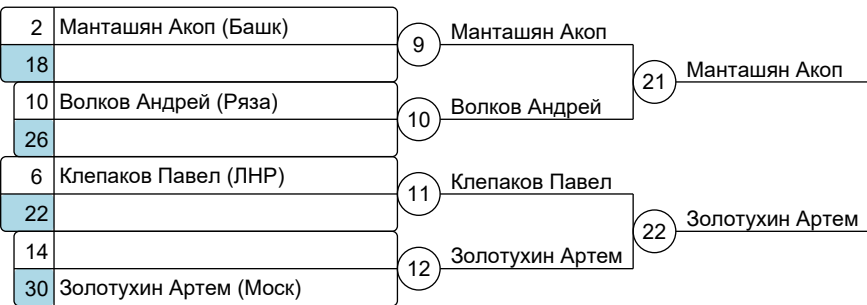 2 Манташян Акоп (Башк)
18
9 Манташян Акоп
10 Волков Андрей (Ряза)
26
10 Волков Андрей
21 Манташян Акоп
6 Клепаков Павел (ЛНР)
22
11 Клепаков Павел
14
30 Золотухин Артем (Моск)
12 Золотухин Артем
22 Золотухин Артем